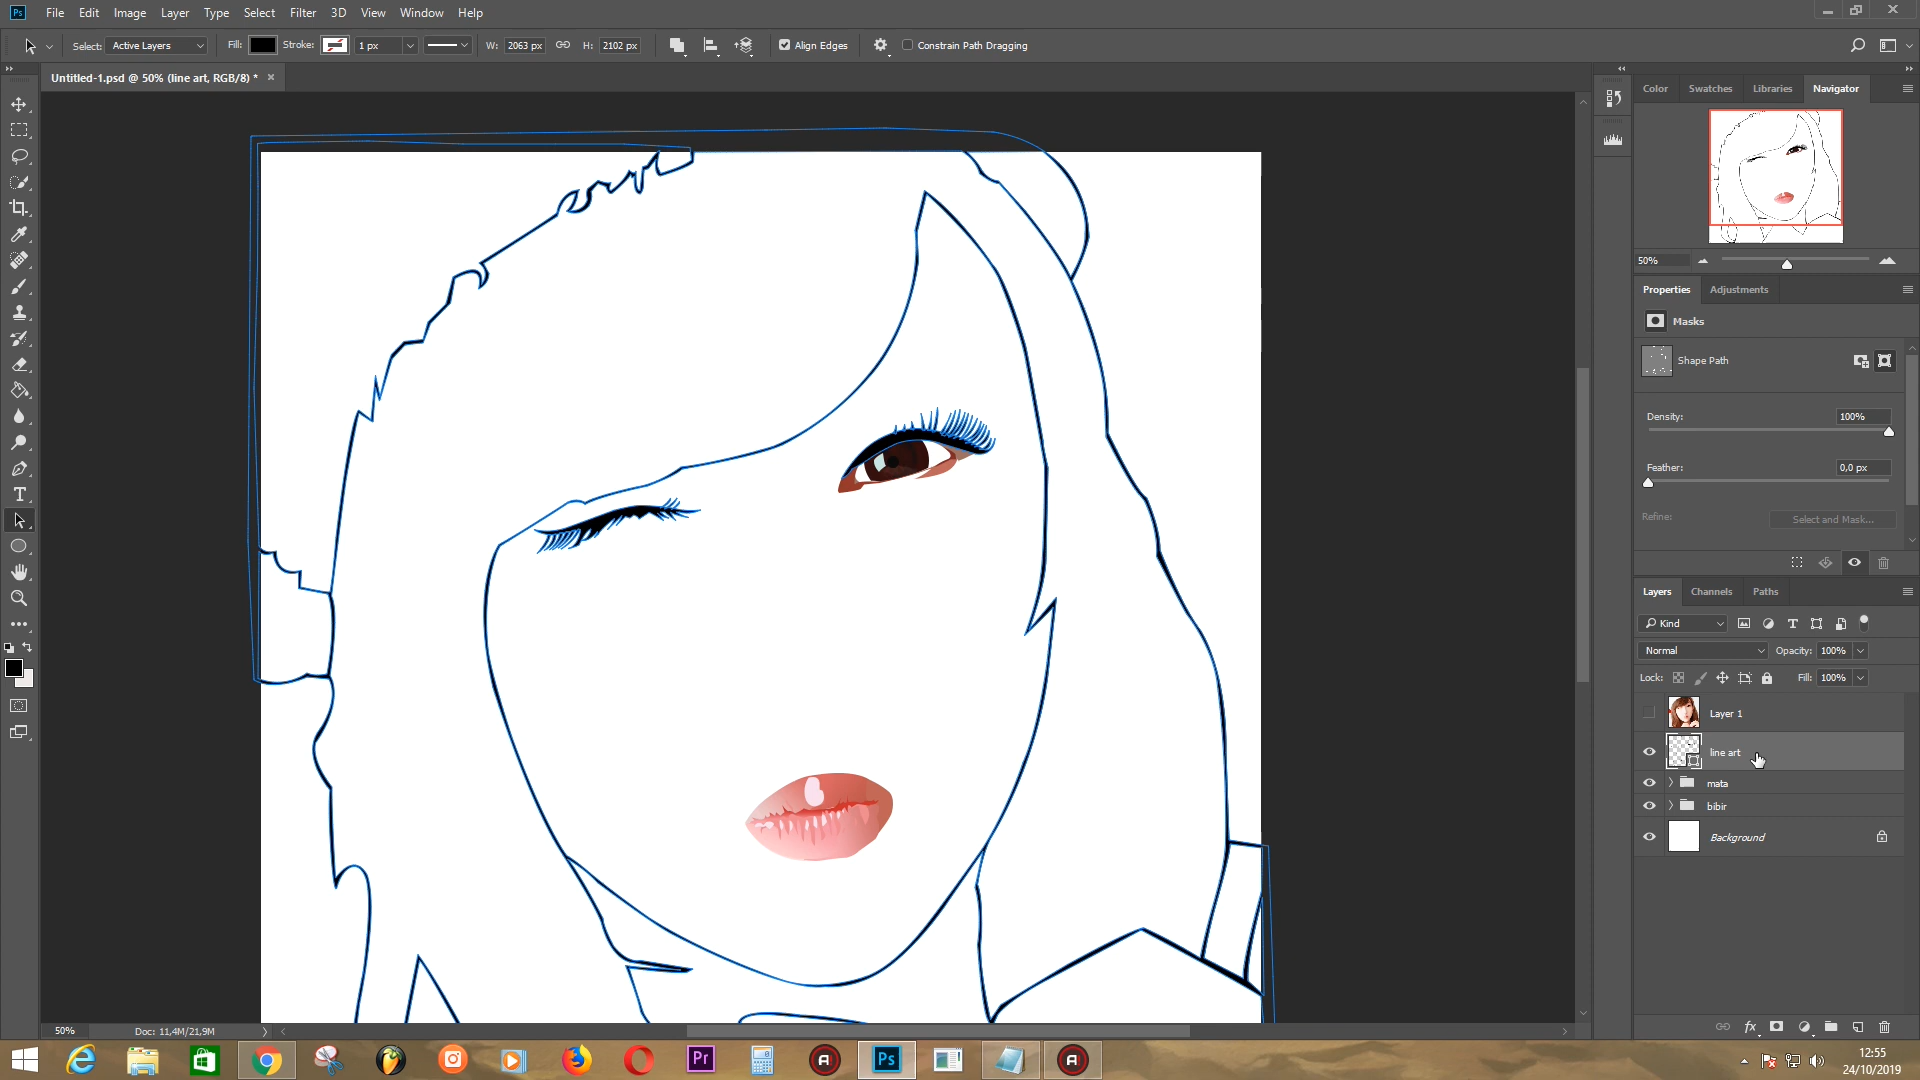 Ps File Edit Image Layer Type Select Filter 3D View Window Help
Select: Active Layers Fill: Stroke: 1 px W: 2063 px H: 2102 px Align Edges Constrain Path Dragging
Untitled-1.psd @ 50% (line art, RGB/8) * ×
Color Swatches Libraries Navigator
50%
Properties Adjustments
Masks
Shape Path
Density: 100%
Feather: 0,0 px
Refine: Select and Mask...
Layers Channels Paths
Kind
Normal Opacity: 100%
Lock: Fill: 100%
Layer 1
line art
mata
bibir
Background
fx
50% Doc: 11,4M/21,9M
Pr Ps
12:55
24/10/2019